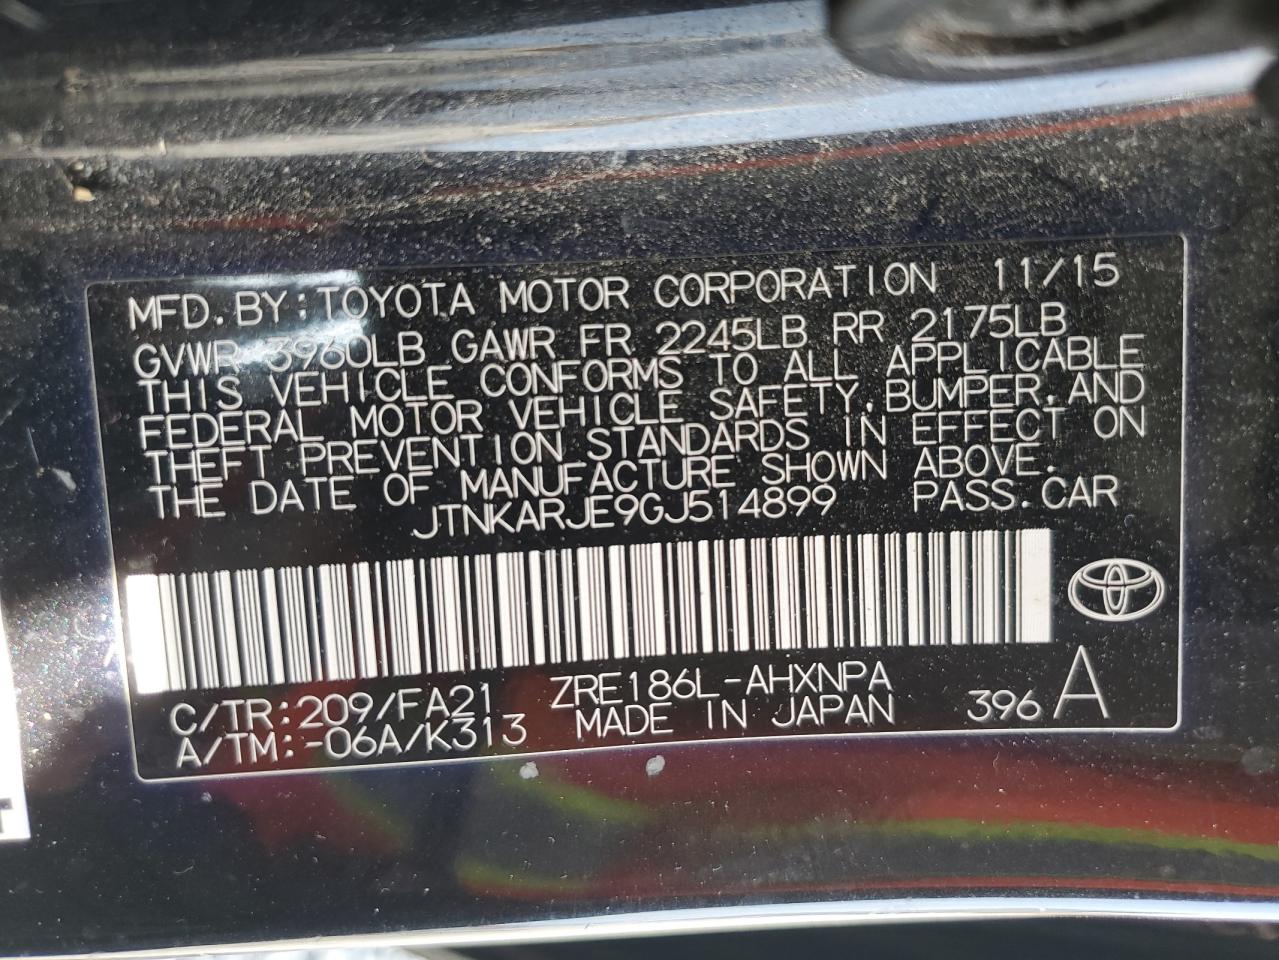 MFD.BY:TOYOTA MOTOR CORPORATION 11/15
GVWR 3960LB GAWR FR 2245LB RR 2175LB
THIS VEHICLE CONFORMS TO ALL APPLICABLE
FEDERAL MOTOR VEHICLE SAFETY,BUMPER,AND
THEFT PREVENTION STANDARDS IN EFFECT ON
THE DATE OF MANUFACTURE SHOWN ABOVE.
JTNKARJE9GJ514899 PASS.CAR
C/TR:209/FA21 ZRE186L-AHXNPA
A/TM:-06A/K313 MADE IN JAPAN 396 A